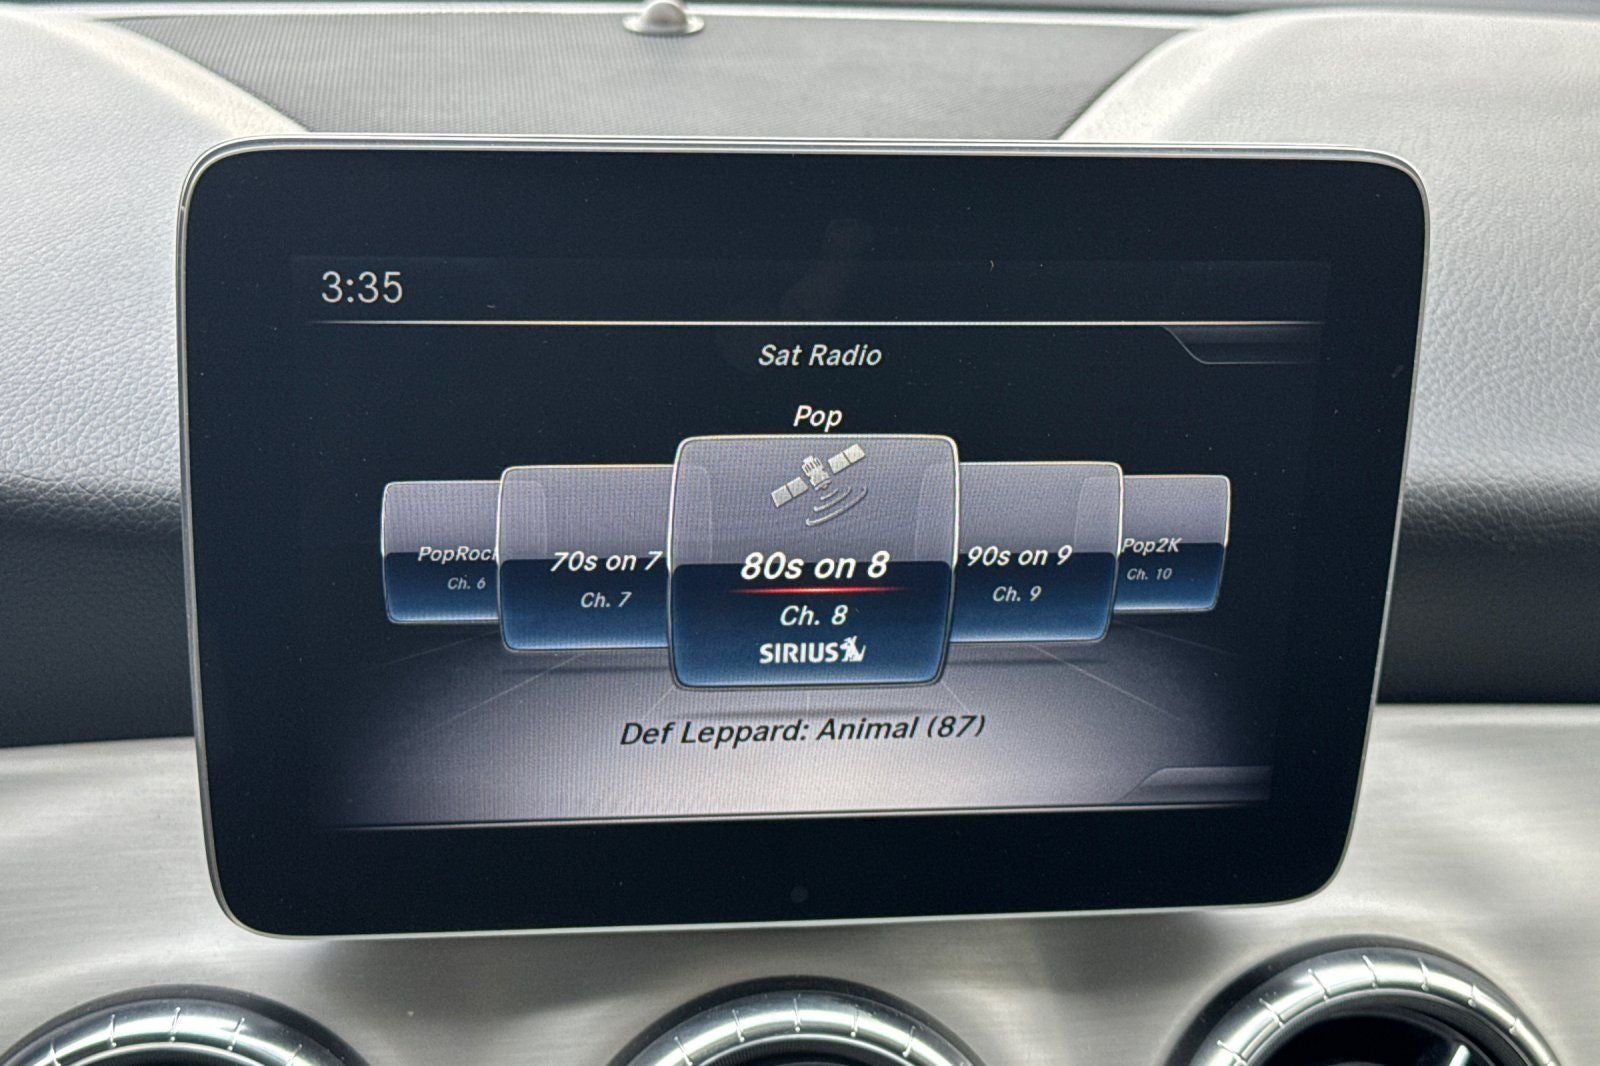 3:35
Sat Radio
Pop
70s on 7
80s on 8
90s on 9
Pop2K
Ch. 6
Ch. 7
Ch. 8
Ch. 9
Ch. 10
SIRIUS
Def Leppard: Animal (87)